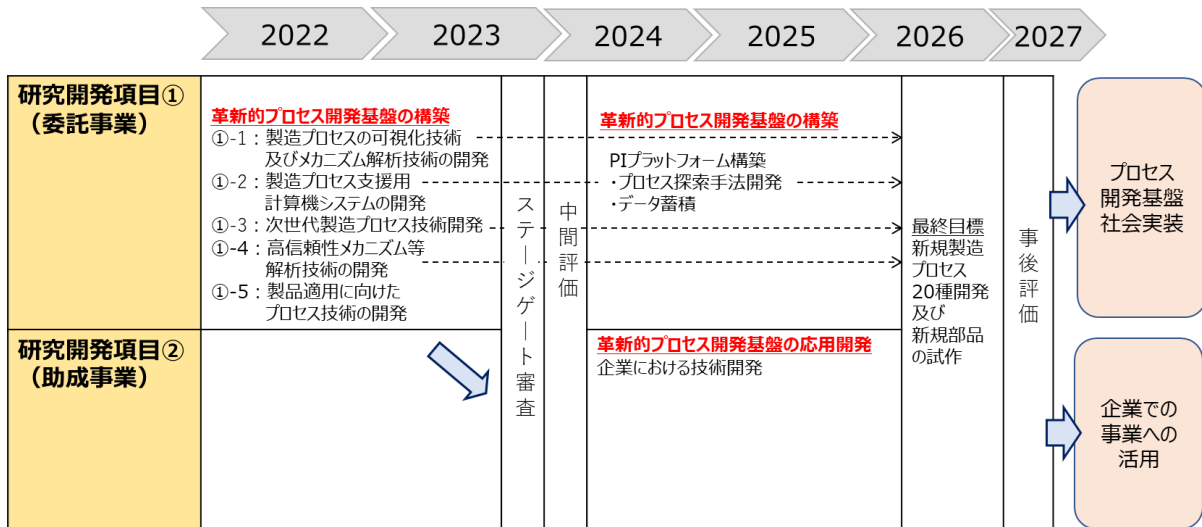 2022
2023
2024
2025
2026
2027
研究開発項目①
（委託事業）
革新的プロセス開発基盤の構築
①-1：製造プロセスの可視化技術
及びメカニズム解析技術の開発
①-2：製造プロセス支援用
計算機システムの開発
①-3：次世代製造プロセス技術開発
①-4：高信頼性メカニズム等
解析技術の開発
①-5：製品適用に向けた
プロセス技術の開発
ステージゲート審査
中間評価
革新的プロセス開発基盤の構築
PIプラットフォーム構築
・プロセス探索手法開発
・データ蓄積
最終目標
新規製造
プロセス
20種開発
及び
新規部品
の試作
事後評価
プロセス
開発基盤
社会実装
研究開発項目②
（助成事業）
革新的プロセス開発基盤の応用開発
企業における技術開発
企業での
事業への
活用